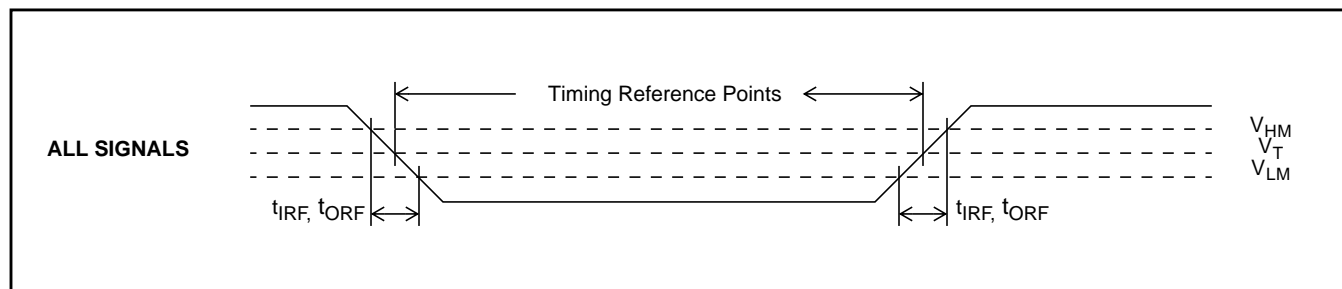 Timing Reference Points
ALL SIGNALS
V_HM
V_T
V_LM
t_IRF, t_ORF
t_IRF, t_ORF